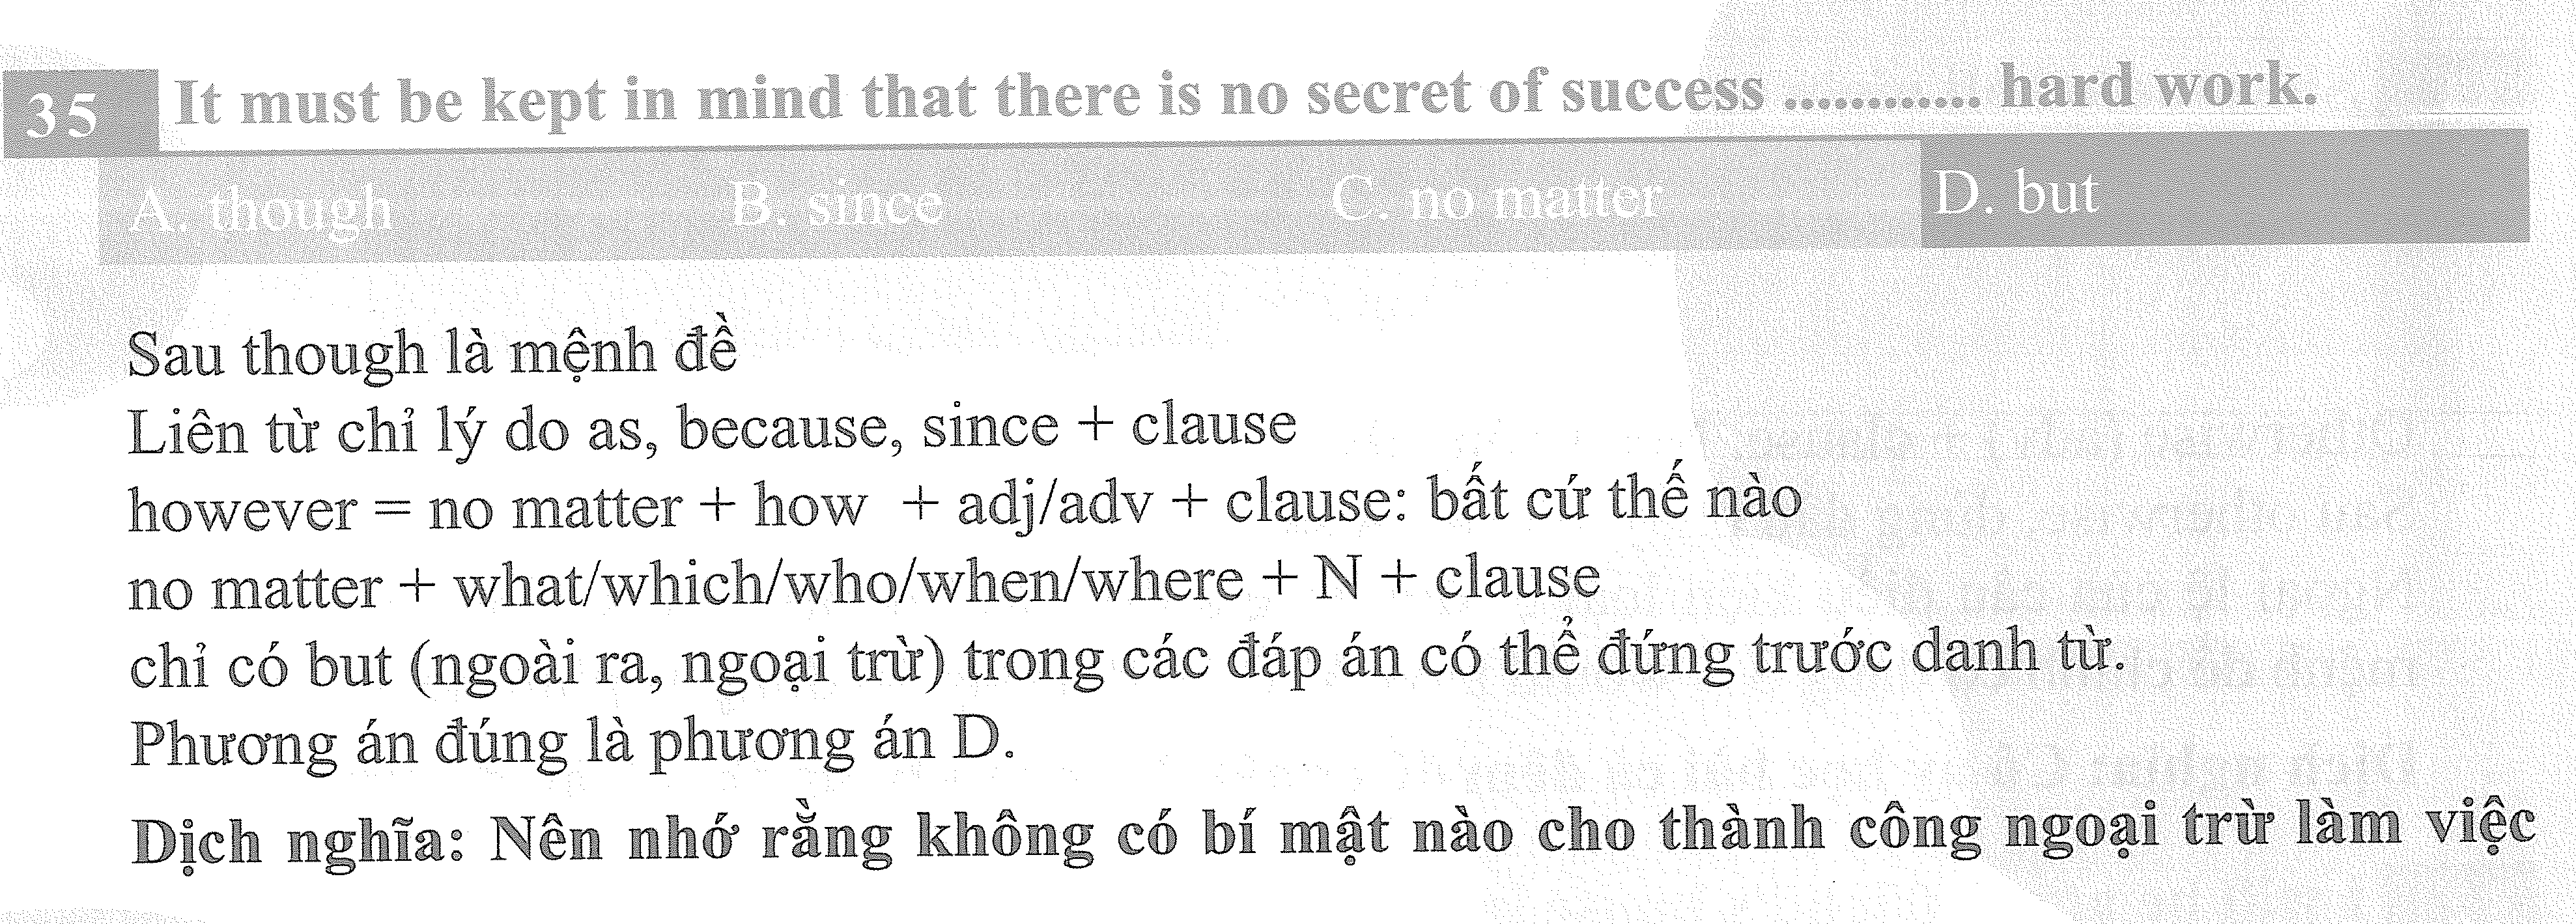 35 It must be kept in mind that there is no secret of success ............ hard work.
A. though B. since C. no matter D. but
Sau though là mệnh đề
Liên từ chỉ lý do as, because, since + clause
however = no matter + how + adj/adv + clause: bất cứ thế nào
no matter + what/which/who/when/where + N + clause
chỉ có but (ngoài ra, ngoại trừ) trong các đáp án có thể đứng trước danh từ.
Phương án đúng là phương án D.
Dịch nghĩa: Nên nhớ rằng không có bí mật nào cho thành công ngoại trừ làm việc